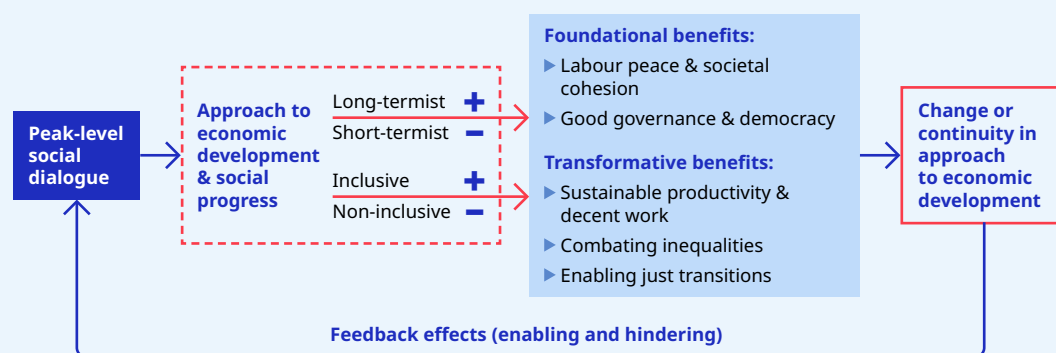 Peak-level
social
dialogue
Approach to
economic
development
& social
progress
Long-termist +
Short-termist −
Inclusive +
Non-inclusive −
Foundational benefits:
Labour peace & societal
cohesion
Good governance & democracy
Transformative benefits:
Sustainable productivity &
decent work
Combating inequalities
Enabling just transitions
Change or
continuity in
approach
to economic
development
Feedback effects (enabling and hindering)